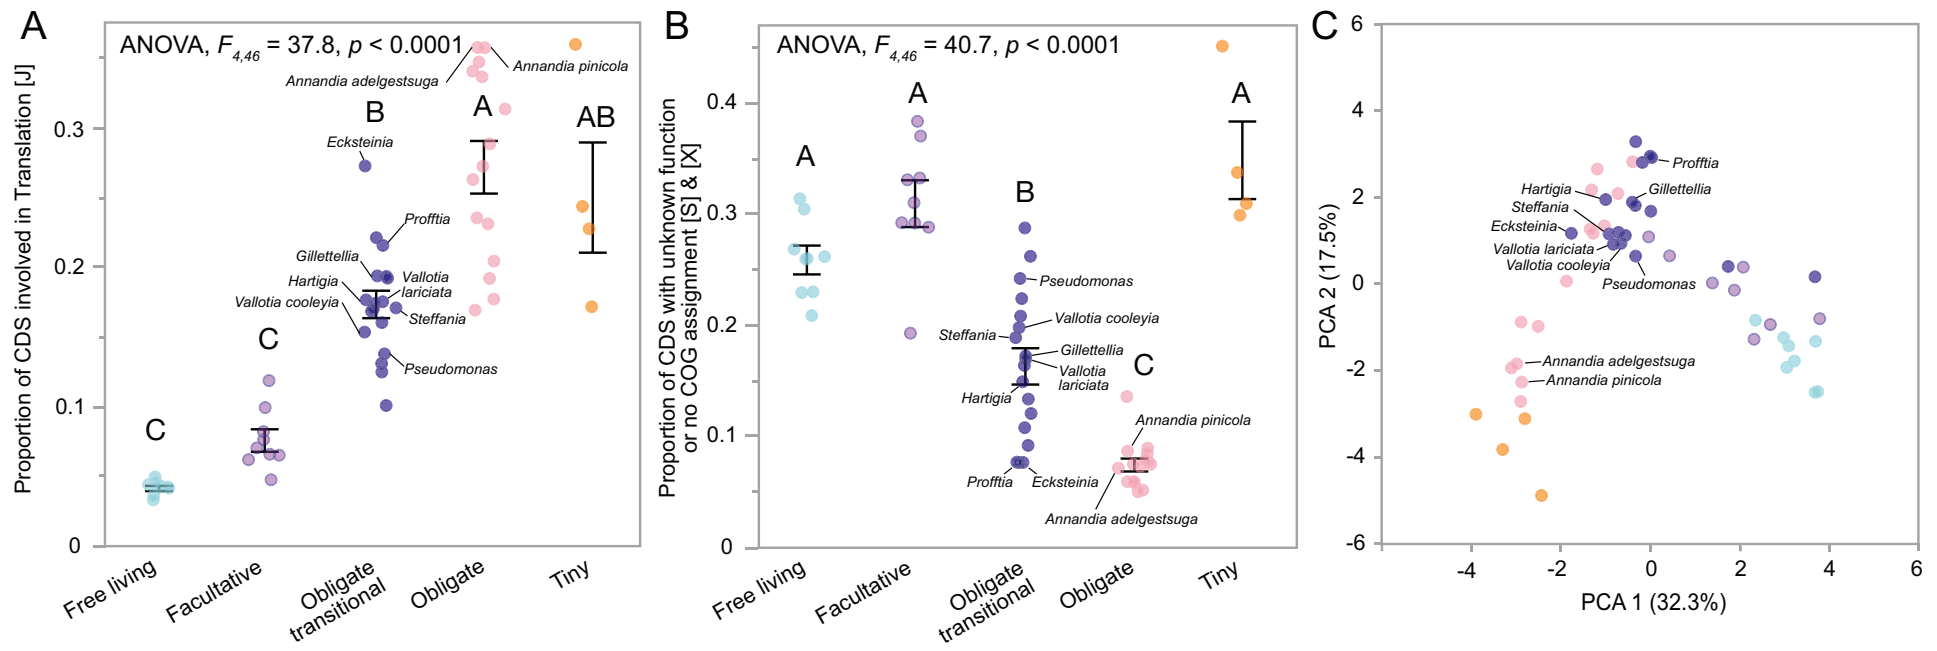 A
ANOVA, F4,46 = 37.8, p < 0.0001
Proportion of CDS involved in Translation [J]
0.3
0.2
0.1
0
Annandia adelgestsuga
Annandia pinicola
B
A
AB
C
C
Ecksteinia
Profftia
Gillettellia
Hartigia
Vallotia
lariciata
Vallotia cooleyia
Steffania
Pseudomonas
Free living
Facultative
Obligate
transitional
Obligate
Tiny
B
ANOVA, F4,46 = 40.7, p < 0.0001
Proportion of CDS with unknown function
or no COG assignment [S] & [X]
0.4
0.3
0.2
0.1
0
A
A
B
C
A
Pseudomonas
Vallotia cooleyia
Steffania
Gillettellia
Vallotia
lariciata
Hartigia
Profftia
Ecksteinia
Annandia pinicola
Annandia adelgestsuga
Free living
Facultative
Obligate
transitional
Obligate
Tiny
C
PCA 2 (17.5%)
6
4
2
0
-2
-4
-6
Profftia
Hartigia
Gillettellia
Steffania
Ecksteinia
Vallotia lariciata
Vallotia cooleyia
Pseudomonas
Annandia adelgestsuga
Annandia pinicola
-4
-2
0
2
4
6
PCA 1 (32.3%)